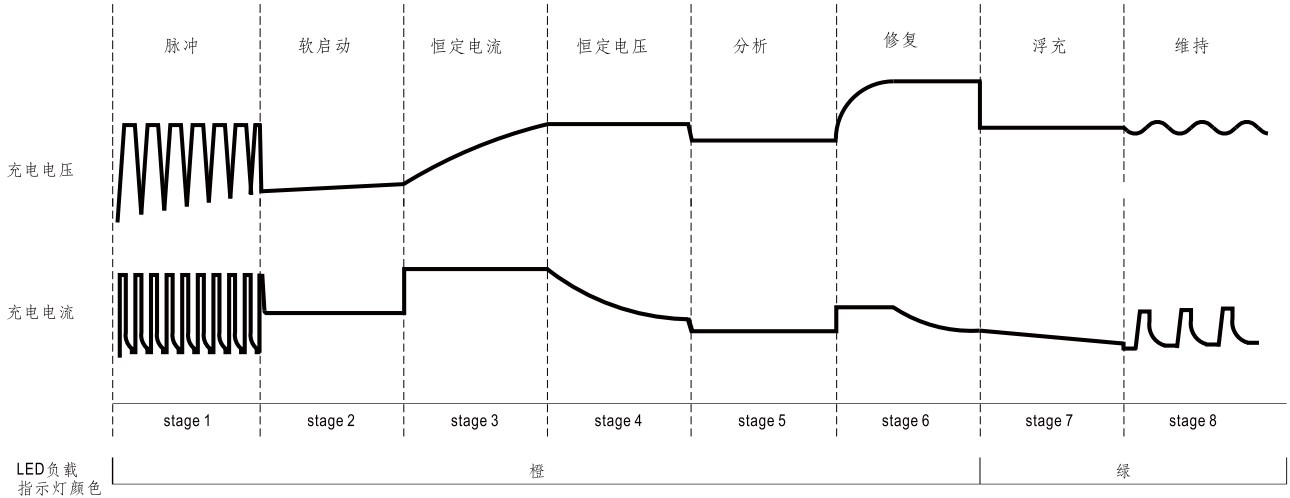 脉冲 软启动 恒定电流 恒定电压 分析 修复 浮充 维持
充电电压
充电电流
stage 1 stage 2 stage 3 stage 4 stage 5 stage 6 stage 7 stage 8
LED负载 橙 绿
指示灯颜色